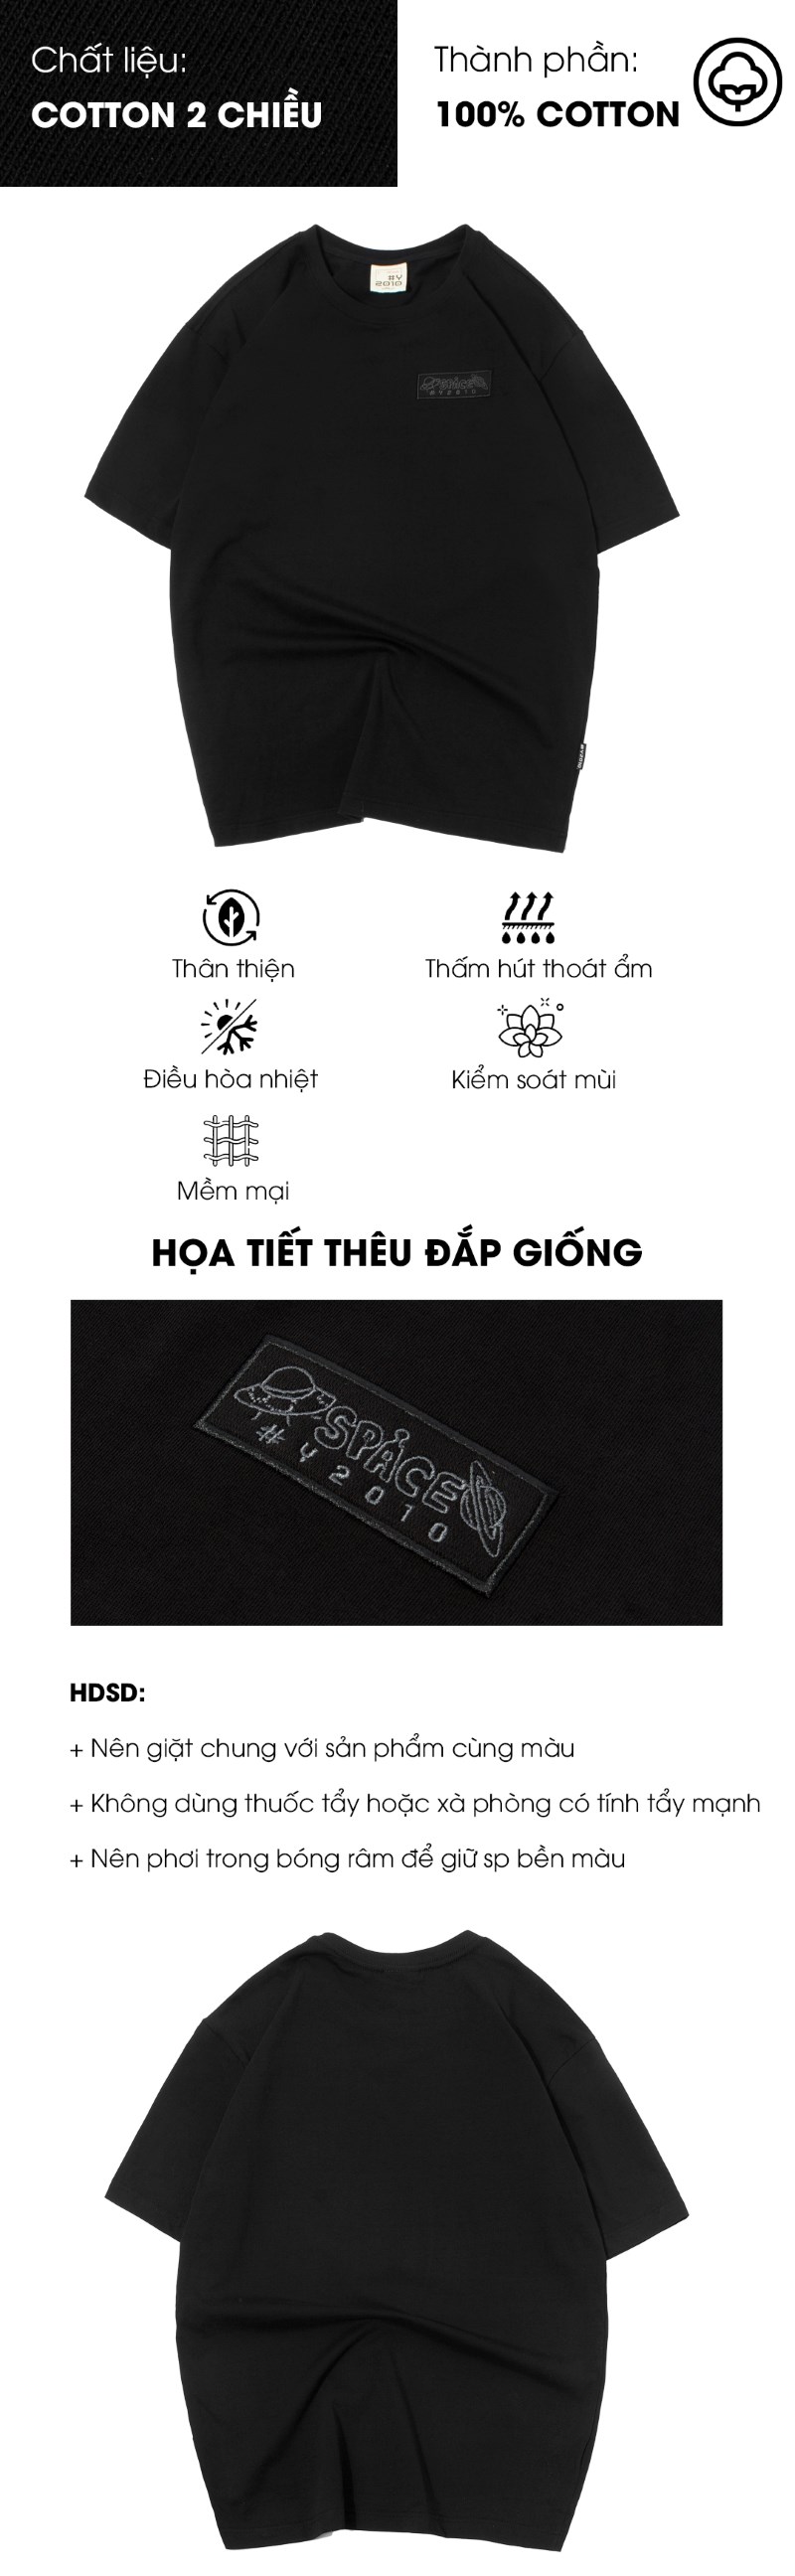 Chất liệu:
COTTON 2 CHIỀU
Thành phần:
100% COTTON
#Y
2010
SPACE
#Y2010
Thân thiện
Thấm hút thoát ẩm
Điều hòa nhiệt
Kiểm soát mùi
Mềm mại
HỌA TIẾT THÊU ĐẮP GIỐNG
SPACE
#Y2010
HDSD:
+ Nên giặt chung với sản phẩm cùng màu
+ Không dùng thuốc tẩy hoặc xà phòng có tính tẩy mạnh
+ Nên phơi trong bóng râm để giữ sp bền màu